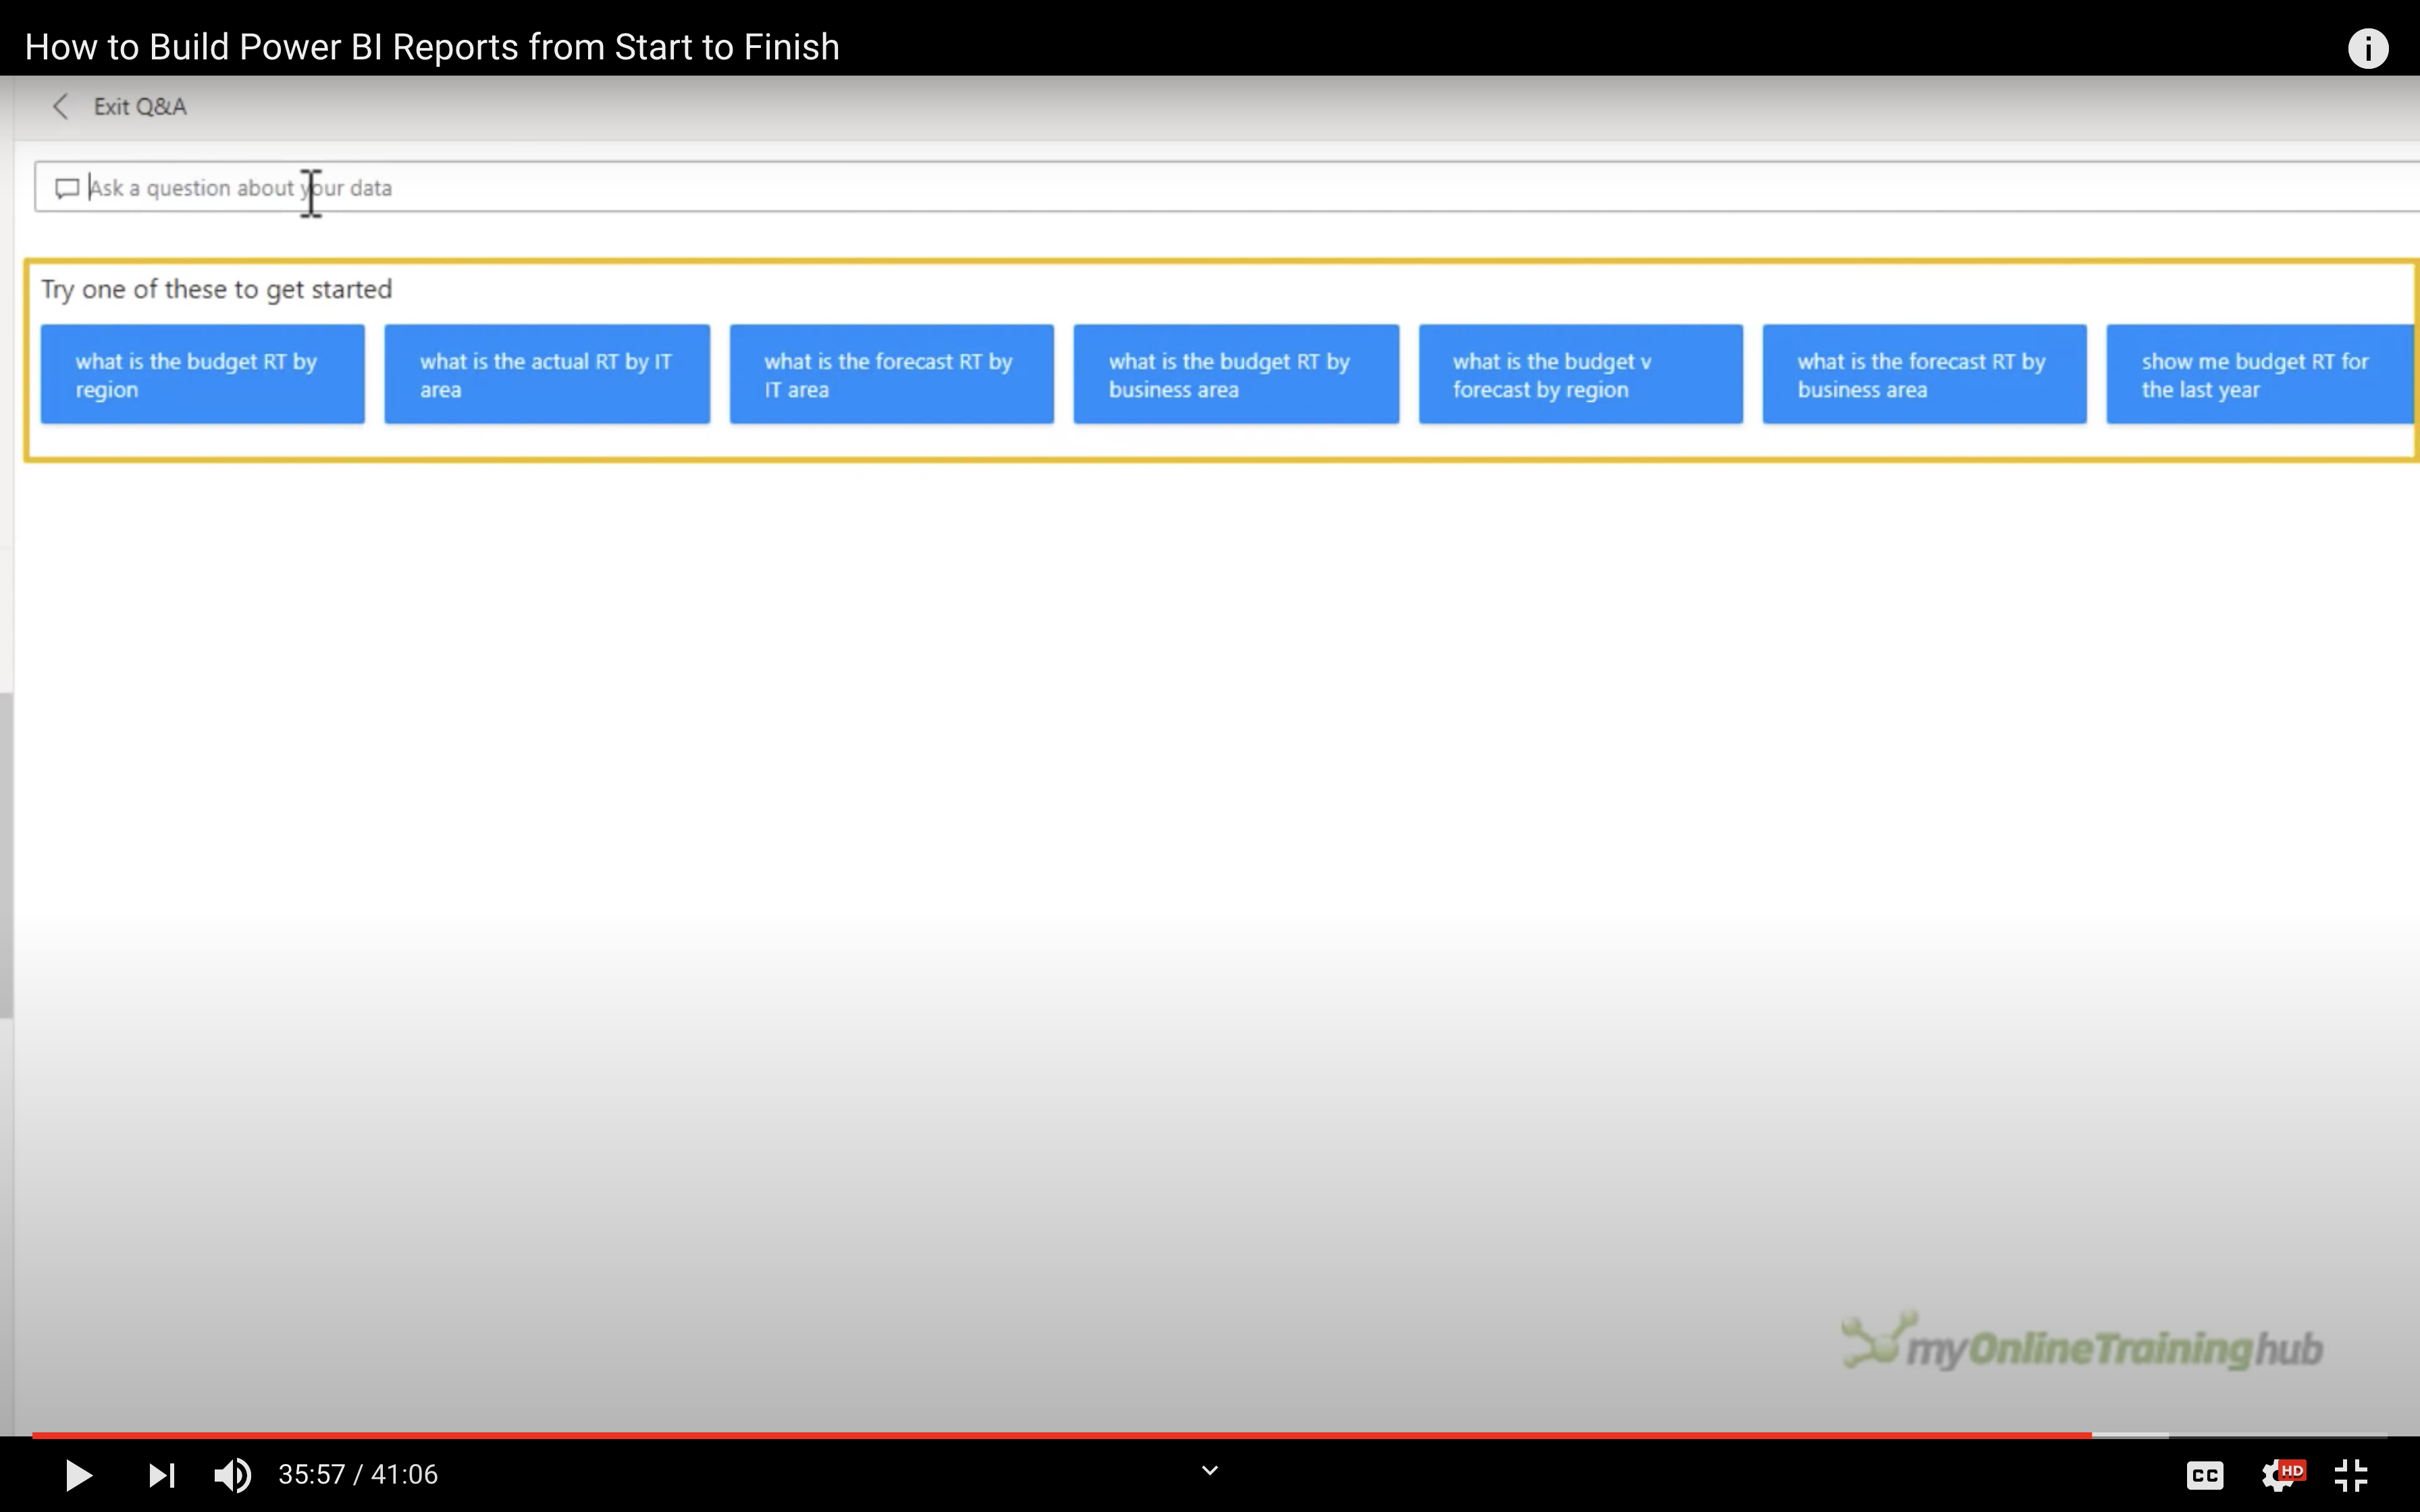 How to Build Power BI Reports from Start to Finish
Exit Q&A
Ask a question about your data
Try one of these to get started
what is the budget RT by
region
what is the actual RT by IT
area
what is the forecast RT by
IT area
what is the budget RT by
business area
what is the budget v
forecast by region
what is the forecast RT by
business area
show me budget RT for
the last year
myOnlineTraininghub
35:57 / 41:06
CC
HD